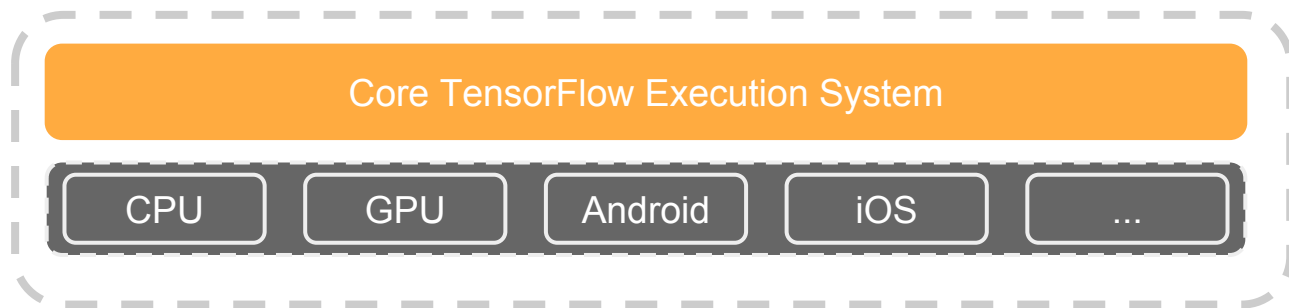 Core TensorFlow Execution System
CPU GPU Android iOS ...